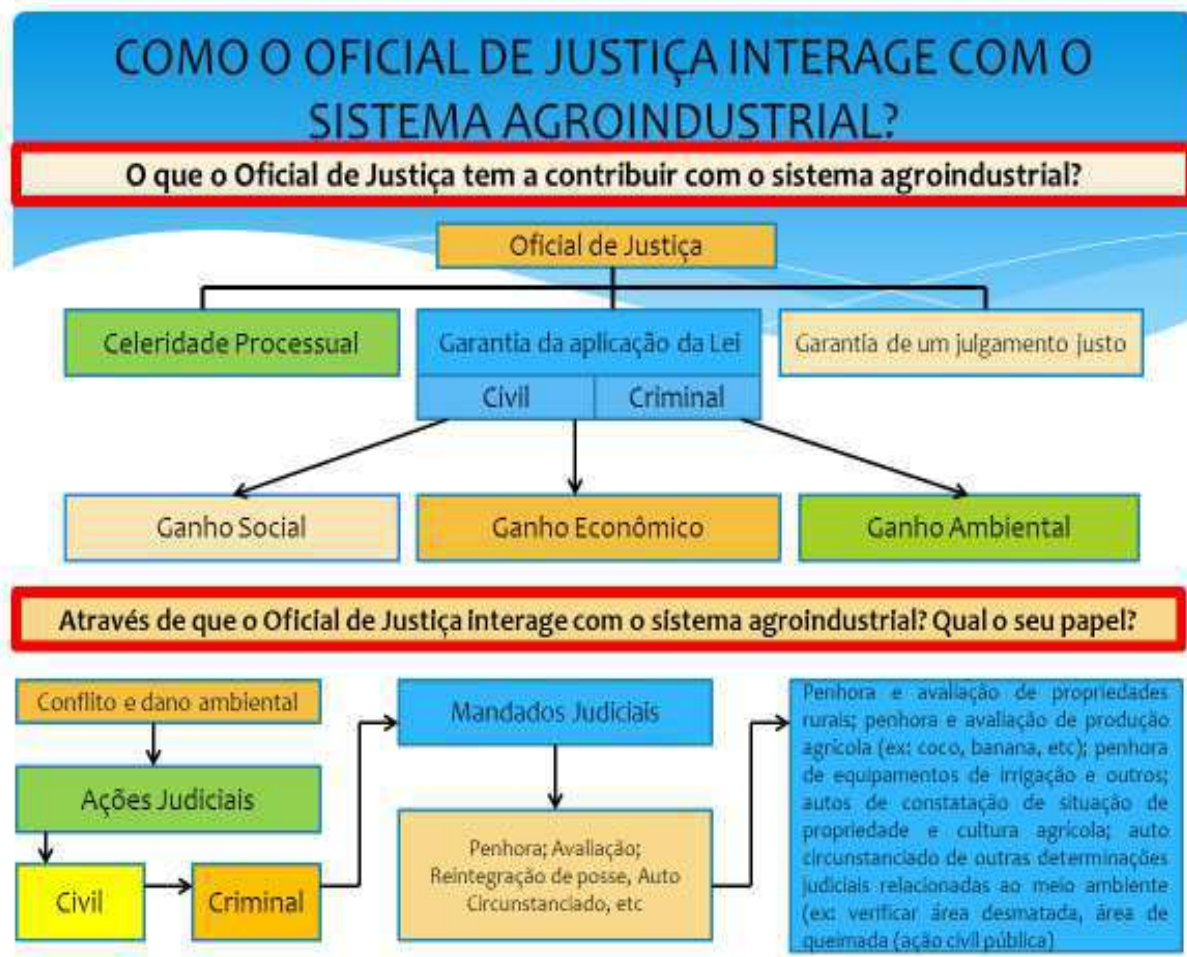 COMO O OFICIAL DE JUSTIÇA INTERAGE COM O
SISTEMA AGROINDUSTRIAL?
O que o Oficial de Justiça tem a contribuir com o sistema agroindustrial?
Oficial de Justiça
Celeridade Processual
Garantia da aplicação da Lei
Civil
Criminal
Garantia de um julgamento justo
Ganho Social
Ganho Econômico
Ganho Ambiental
Através de que o Oficial de Justiça interage com o sistema agroindustrial? Qual o seu papel?
Conflito e dano ambiental
Ações Judiciais
Civil
Criminal
Mandados Judiciais
Penhora; Avaliação;
Reintegração de posse, Auto
Circunstanciado, etc
Penhora e avaliação de propriedades
rurais; penhora e avaliação de produção
agrícola (ex: coco, banana, etc); penhora
de equipamentos de irrigação e outros;
autos de constatação de situação de
propriedade e cultura agrícola; auto
circunstanciado de outras determinações
judiciais relacionadas ao meio ambiente
(ex: verificar área desmatada, área de
queimada (ação civil pública)